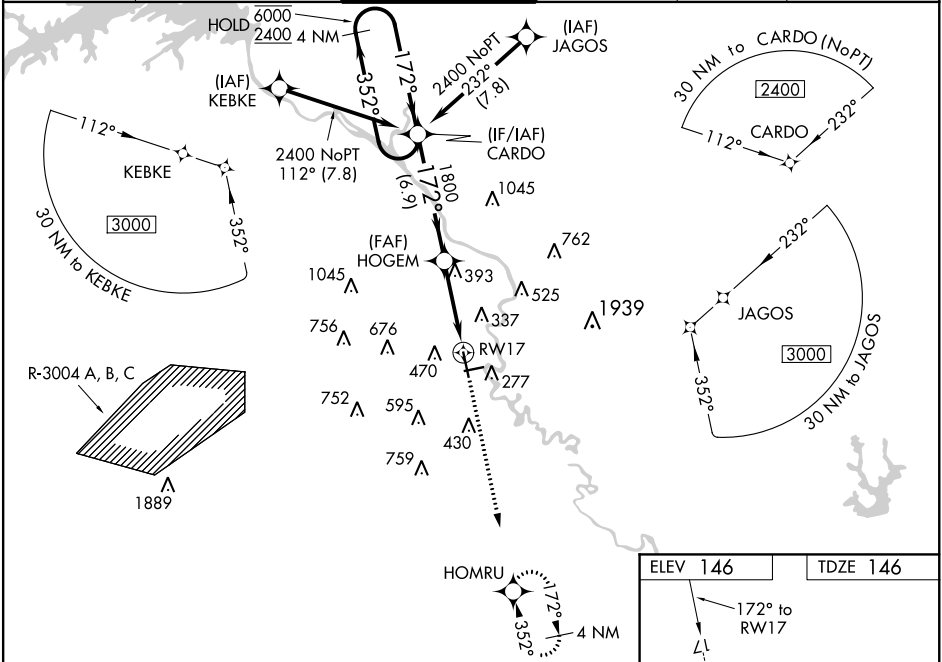 HOLD 6000
2400 4 NM
172°
352°
(IAF)
JAGOS
2400 NoPT
232°
(7.8)
(IAF)
KEBKE
2400 NoPT
112° (7.8)
(IF/IAF)
CARDO
1800
172°
(6.9)
30 NM to CARDO (NoPT)
2400
CARDO
112°
232°
112°
KEBKE
352°
3000
30 NM to KEBKE
(FAF)
HOGEM
1045
762
393
525
1045
337
1939
756
676
470
RW17
277
752
595
430
759
232°
JAGOS
3000
352°
30 NM to JAGOS
R-3004 A, B, C
1889
HOMRU
172°
352°
4 NM
ELEV 146
TDZE 146
172° to
RW17
17